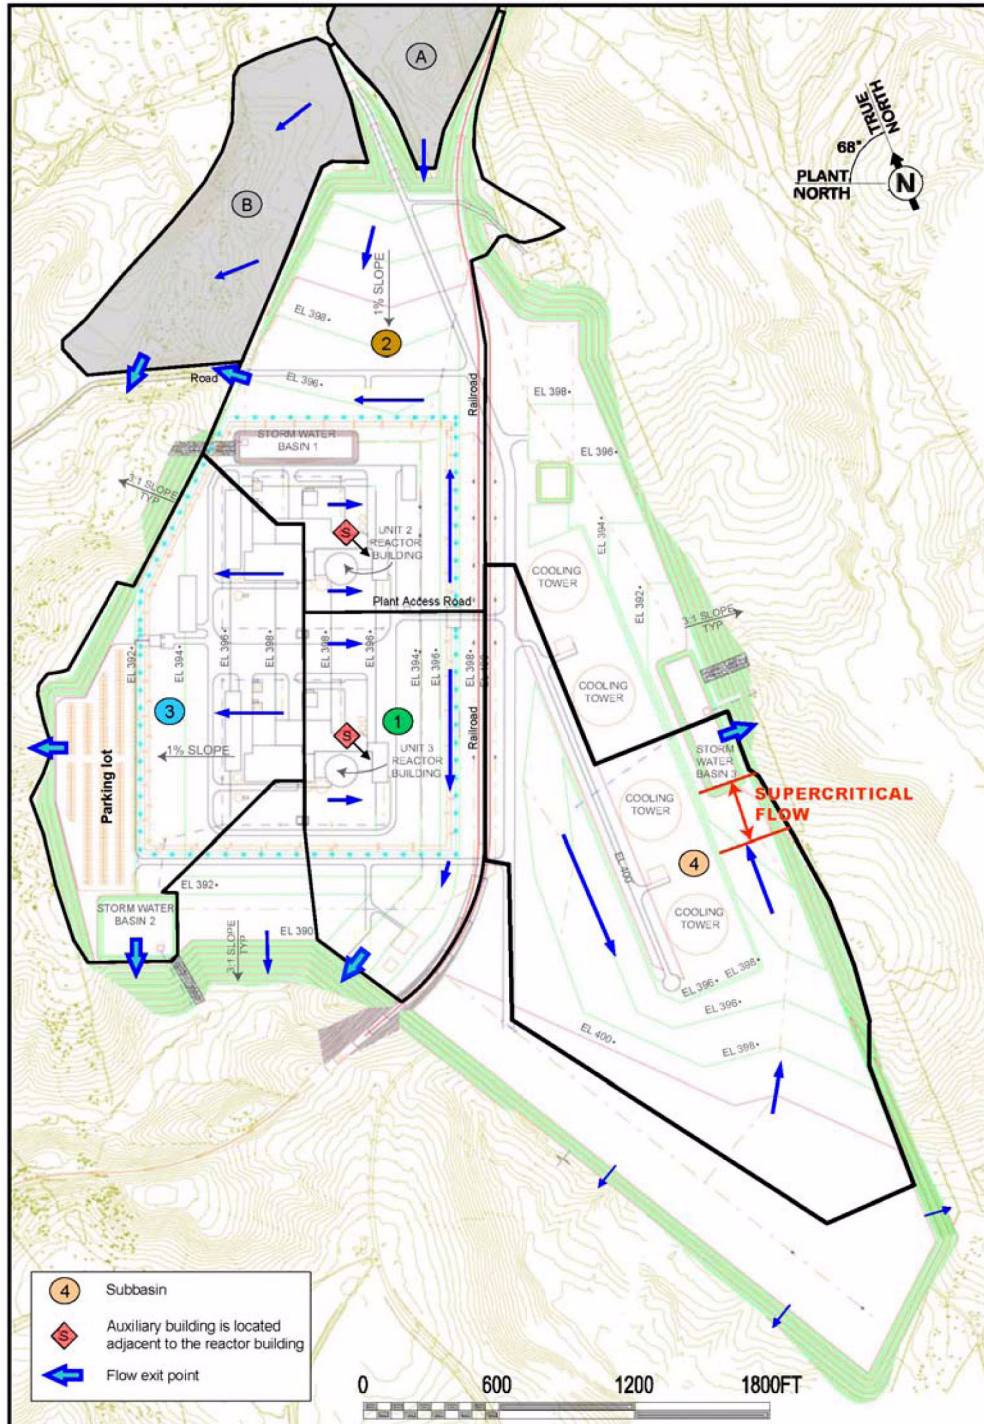 A
TRUE
NORTH
68°
PLANT
NORTH
N
B
1% SLOPE
EL 398
2
Road
EL 396
Railroad
EL 398
STORM WATER
BASIN 1
EL 396
3:1 SLOPE
TYP
S
UNIT 2
REACTOR
BUILDING
EL 394
COOLING
TOWER
EL 392
Plant Access Road
3:1 SLOPE
TYP
EL 392
EL 394
EL 396
EL 398
EL 398
EL 396
EL 394
EL 396
EL 398
EL 400
COOLING
TOWER
3
1
S
1% SLOPE
UNIT 3
REACTOR
BUILDING
Railroad
Parking lot
STORM
WATER
BASIN 3
SUPERCRITICAL
FLOW
COOLING
TOWER
4
EL 400
EL 392
STORM WATER
BASIN 2
EL 390
3:1 SLOPE
TYP
COOLING
TOWER
EL 396
EL 398
EL 396
EL 400
EL 398
4
Subbasin
S
Auxiliary building is located
adjacent to the reactor building
Flow exit point
0 600 1200 1800FT